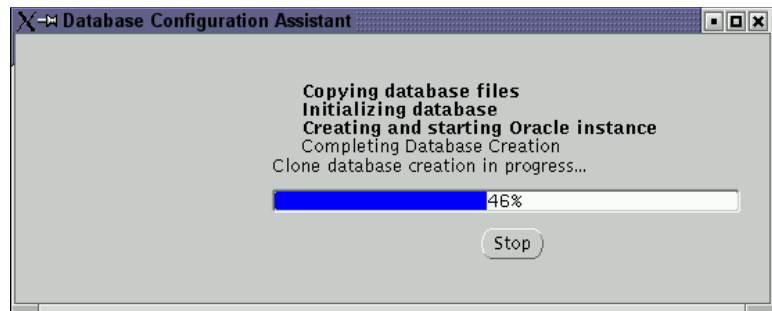 Database Configuration Assistant
Copying database files
Initializing database
Creating and starting Oracle instance
Completing Database Creation
Clone database creation in progress...
46%
Stop